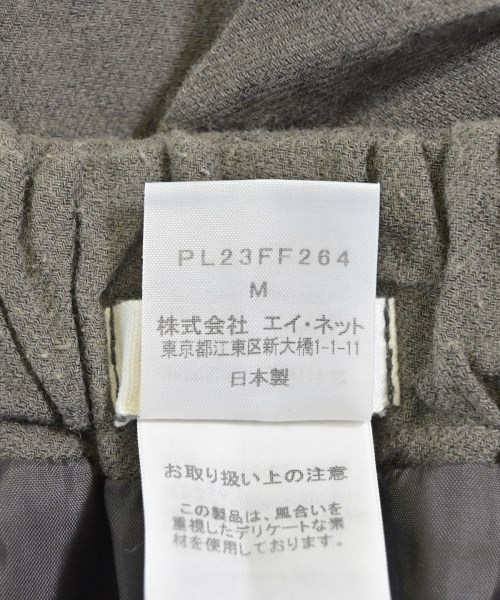 PL23FF264
M
株式会社 エイ・ネット
東京都江東区新大橋1-1-11
日本製
お取り扱い上の注意
この製品は、風合いを
重視したデリケートな素
材を使用しております。